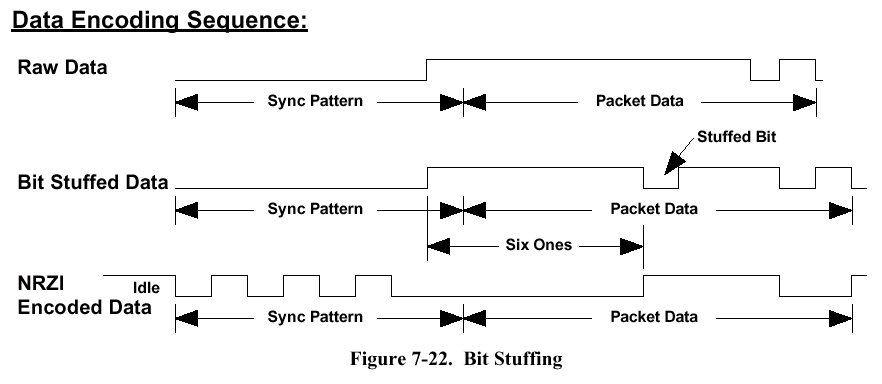 Data Encoding Sequence:
Raw Data
Sync Pattern
Packet Data
Stuffed Bit
Bit Stuffed Data
Sync Pattern
Packet Data
Six Ones
NRZI
Encoded Data
Idle
Sync Pattern
Packet Data
Figure 7-22. Bit Stuffing